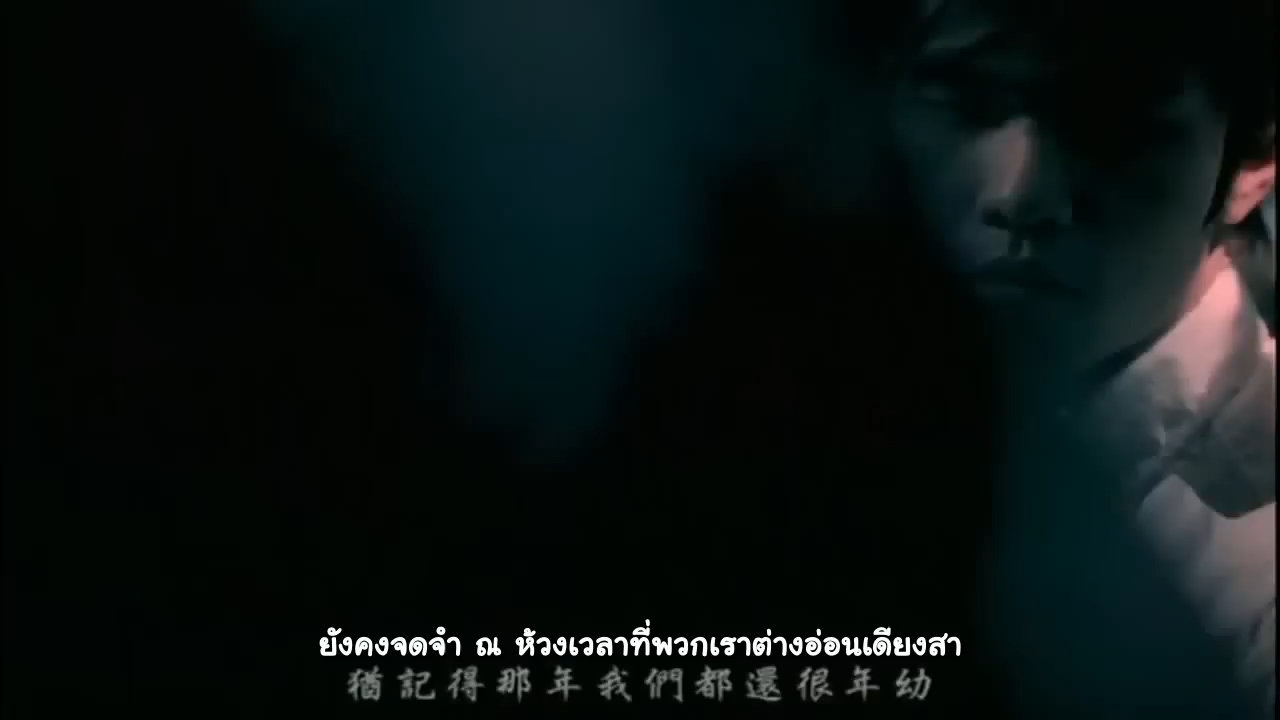 ยังคงจดจำ ณ ห้วงเวลาที่พวกเราต่างอ่อนเดียงสา
猶記得那年我們都還很年幼